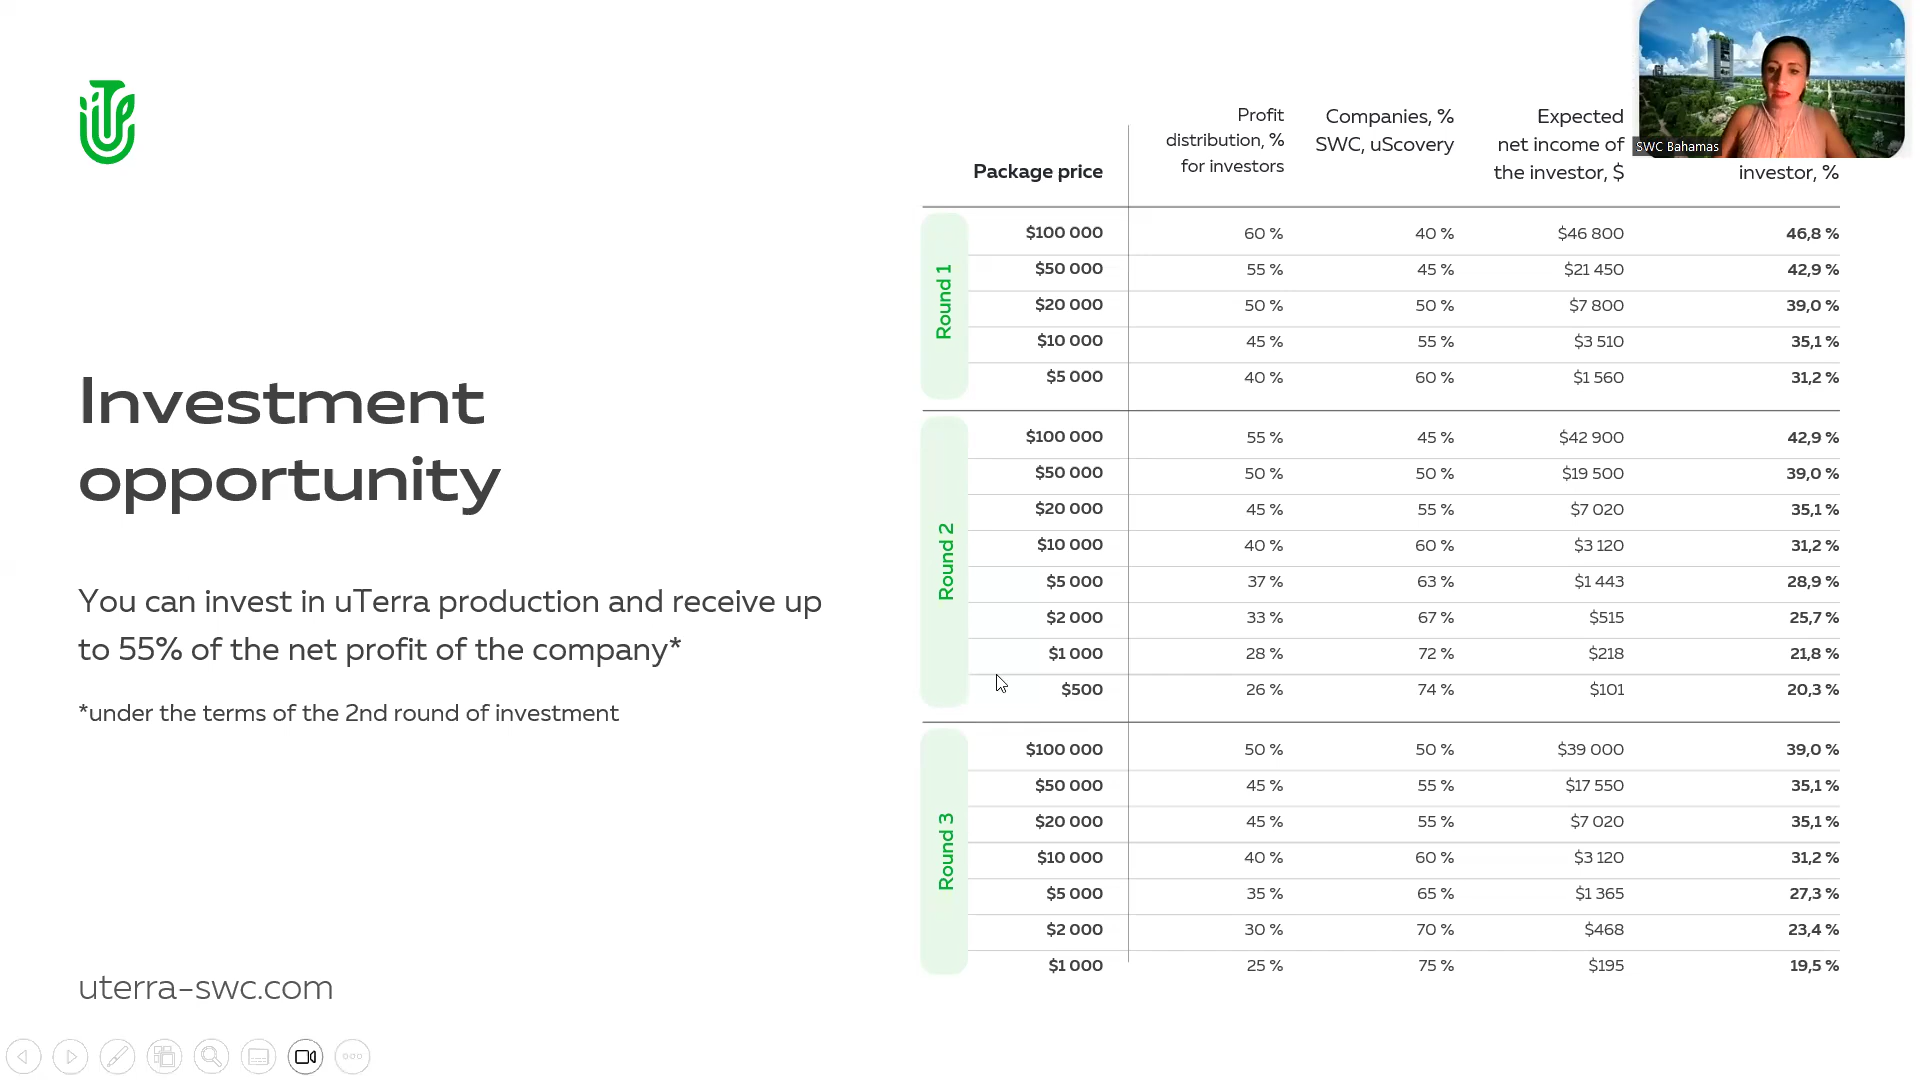 Investment
opportunity
You can invest in uTerra production and receive up
to 55% of the net profit of the company*
*under the terms of the 2nd round of investment
uterra-swc.com
Package price
Profit
distribution, %
for investors
Companies, %
SWC, uScovery
Expected
net income of
the investor, $
investor, %
SWC Bahamas
Round 1
$100 000 60 % 40 % $46 800 46,8 %
$50 000 55 % 45 % $21 450 42,9 %
$20 000 50 % 50 % $7 800 39,0 %
$10 000 45 % 55 % $3 510 35,1 %
$5 000 40 % 60 % $1 560 31,2 %
Round 2
$100 000 55 % 45 % $42 900 42,9 %
$50 000 50 % 50 % $19 500 39,0 %
$20 000 45 % 55 % $7 020 35,1 %
$10 000 40 % 60 % $3 120 31,2 %
$5 000 37 % 63 % $1 443 28,9 %
$2 000 33 % 67 % $515 25,7 %
$1 000 28 % 72 % $218 21,8 %
$500 26 % 74 % $101 20,3 %
Round 3
$100 000 50 % 50 % $39 000 39,0 %
$50 000 45 % 55 % $17 550 35,1 %
$20 000 45 % 55 % $7 020 35,1 %
$10 000 40 % 60 % $3 120 31,2 %
$5 000 35 % 65 % $1 365 27,3 %
$2 000 30 % 70 % $468 23,4 %
$1 000 25 % 75 % $195 19,5 %